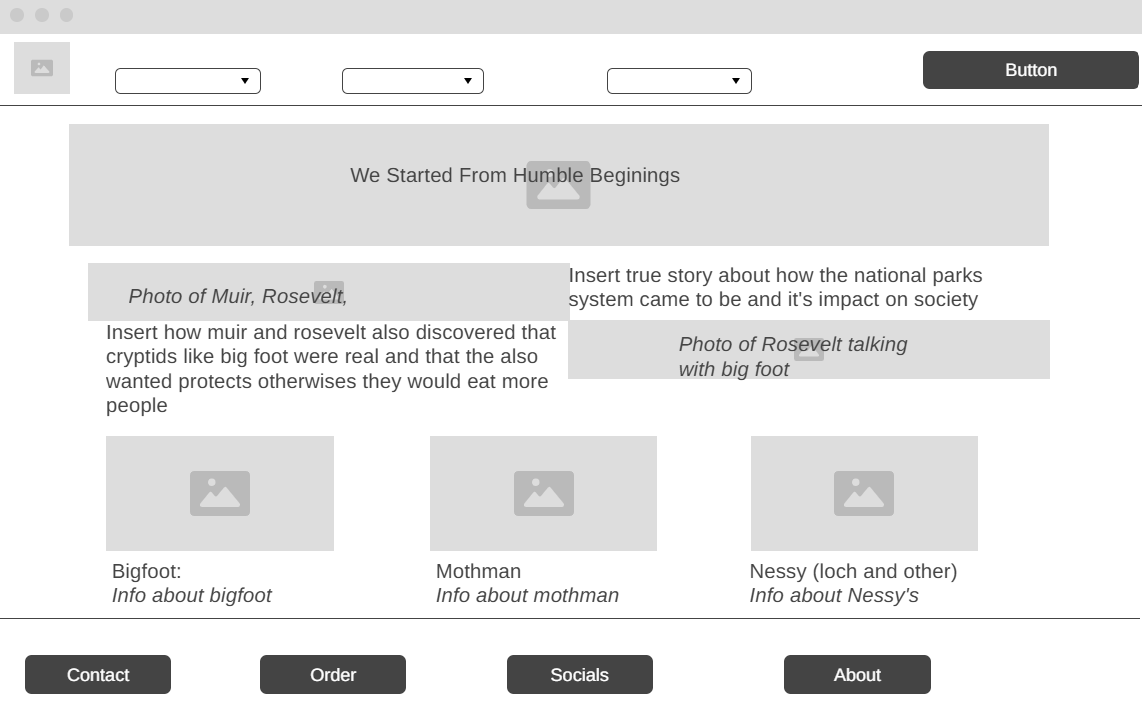 Button
We Started From Humble Beginings
Photo of Muir, Rosevelt,
Insert true story about how the national parks
system came to be and it's impact on society
Insert how muir and rosevelt also discovered that
cryptids like big foot were real and that the also
wanted protects otherwises they would eat more
people
Photo of Rosevelt talking
with big foot
Bigfoot:
Info about bigfoot
Mothman
Info about mothman
Nessy (loch and other)
Info about Nessy's
Contact
Order
Socials
About